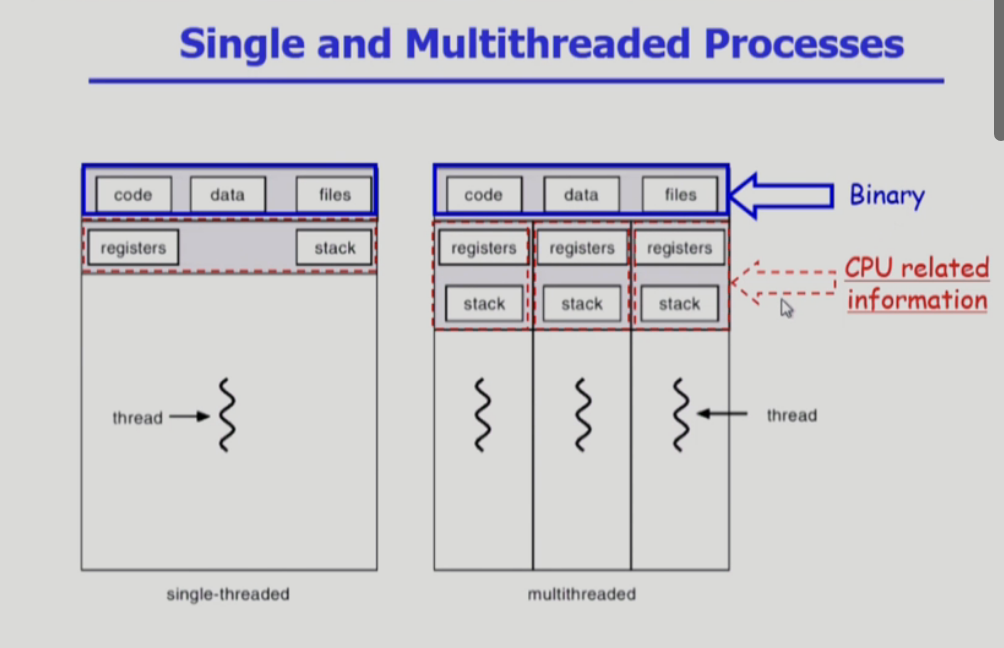 Single and Multithreaded Processes
code data files
code data files
Binary
registers stack
registers registers registers
stack stack stack
CPU related
information
thread
thread
single-threaded
multithreaded